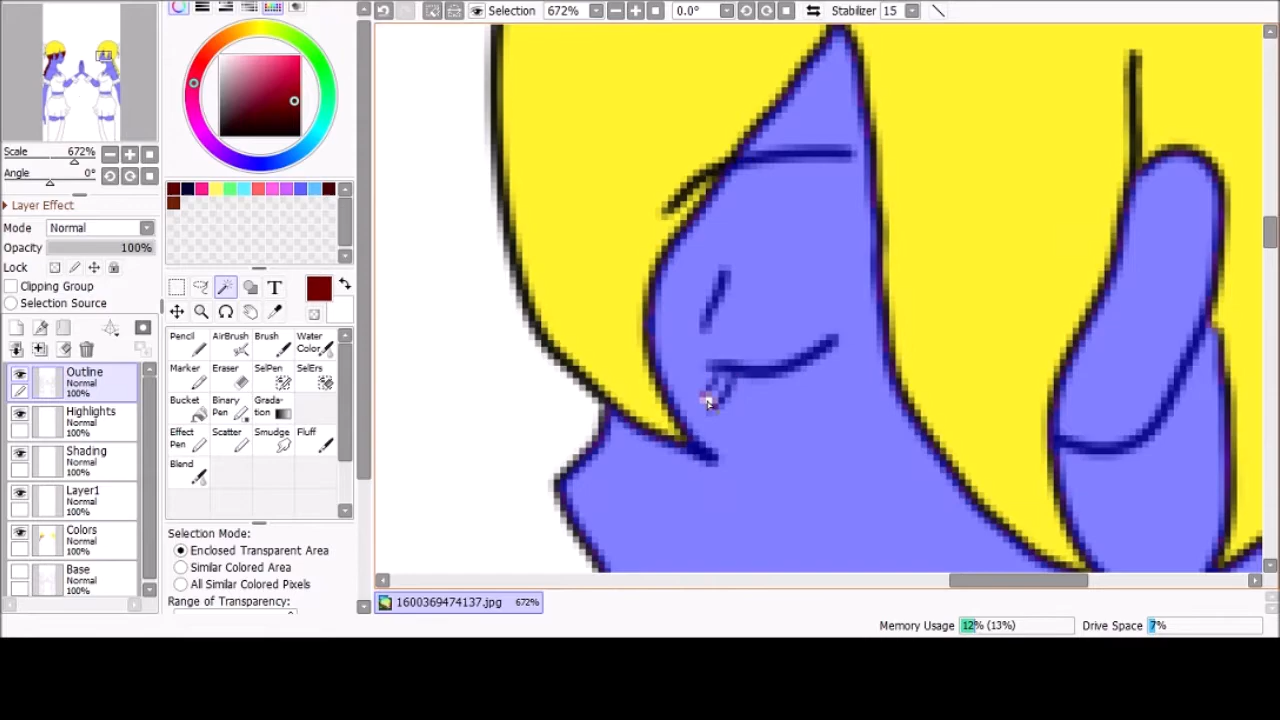 Selection 672% 0.0° Stabilizer 15
Scale 672%
Angle 0°
Layer Effect
Mode Normal
Opacity 100%
Lock
Clipping Group
Selection Source
Outline
Normal
100%
Highlights
Normal
100%
Shading
Normal
100%
Layer1
Normal
100%
Colors
Normal
100%
Base
Normal
100%
T
Pencil AirBrush Brush Water Color
Marker Eraser SelPen SelErs
Bucket Binary Pen Grada-tion
Effect Pen Scatter Smudge Fluff
Blend
Selection Mode:
Enclosed Transparent Area
Similar Colored Area
All Similar Colored Pixels
Range of Transparency:
1600369474137.jpg 672%
Memory Usage 12% (13%) Drive Space 7%